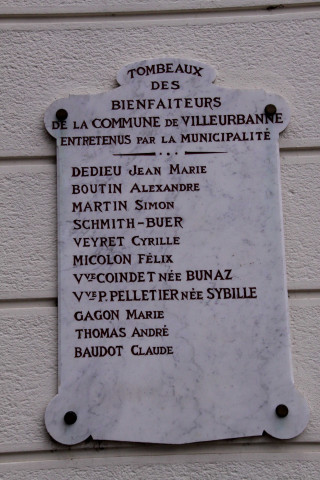 TOMBEAUX
DES
BIENFAITEURS
DE LA COMMUNE DE VILLEURBANNE
ENTRETENUS PAR LA MUNICIPALITÉ
DEDIEU JEAN MARIE
BOUTIN ALEXANDRE
MARTIN SIMON
SCHMITH-BUER
VEYRET CYRILLE
MICOLON FÉLIX
VVE COINDET NÉE BUNAZ
VVE P. PELLETIER NÉE SYBILLE
GAGON MARIE
THOMAS ANDRÉ
BAUDOT CLAUDE